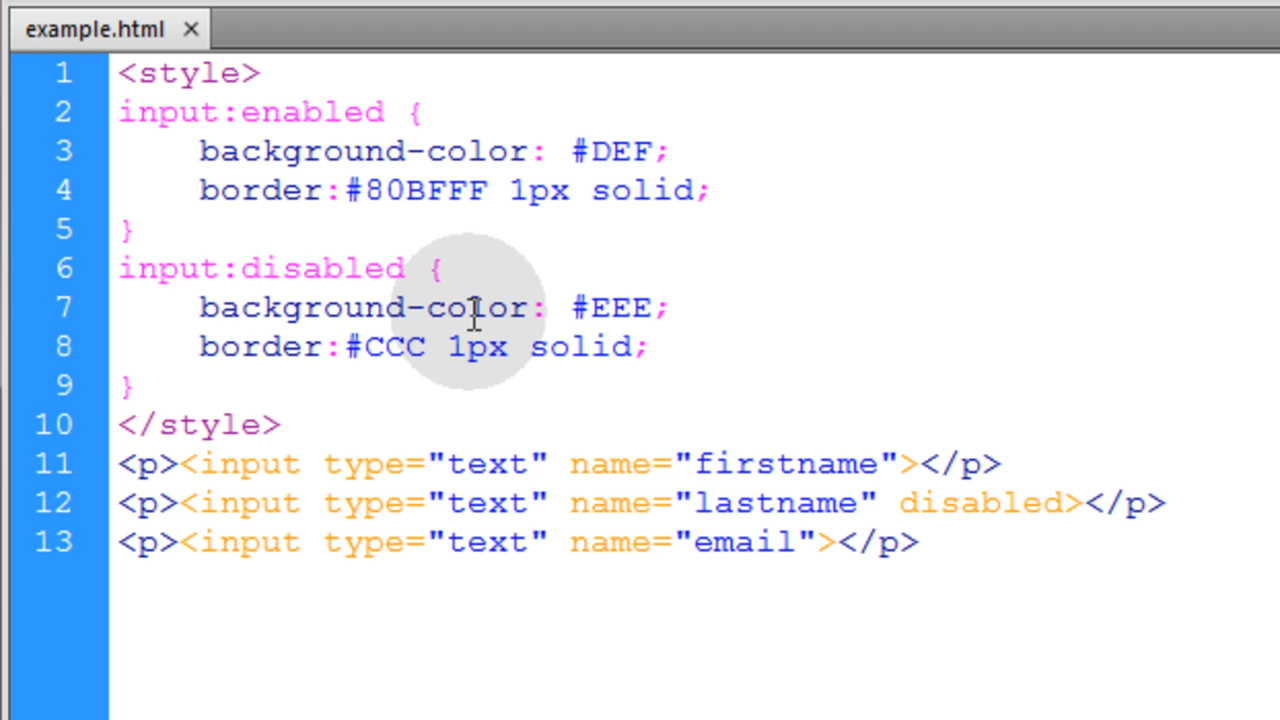 example.html ×
1 <style>
2 input:enabled {
3     background-color: #DEF;
4     border:#80BFFF 1px solid;
5 }
6 input:disabled {
7     background-color: #EEE;
8     border:#CCC 1px solid;
9 }
10 </style>
11 <p><input type="text" name="firstname"></p>
12 <p><input type="text" name="lastname" disabled></p>
13 <p><input type="text" name="email"></p>